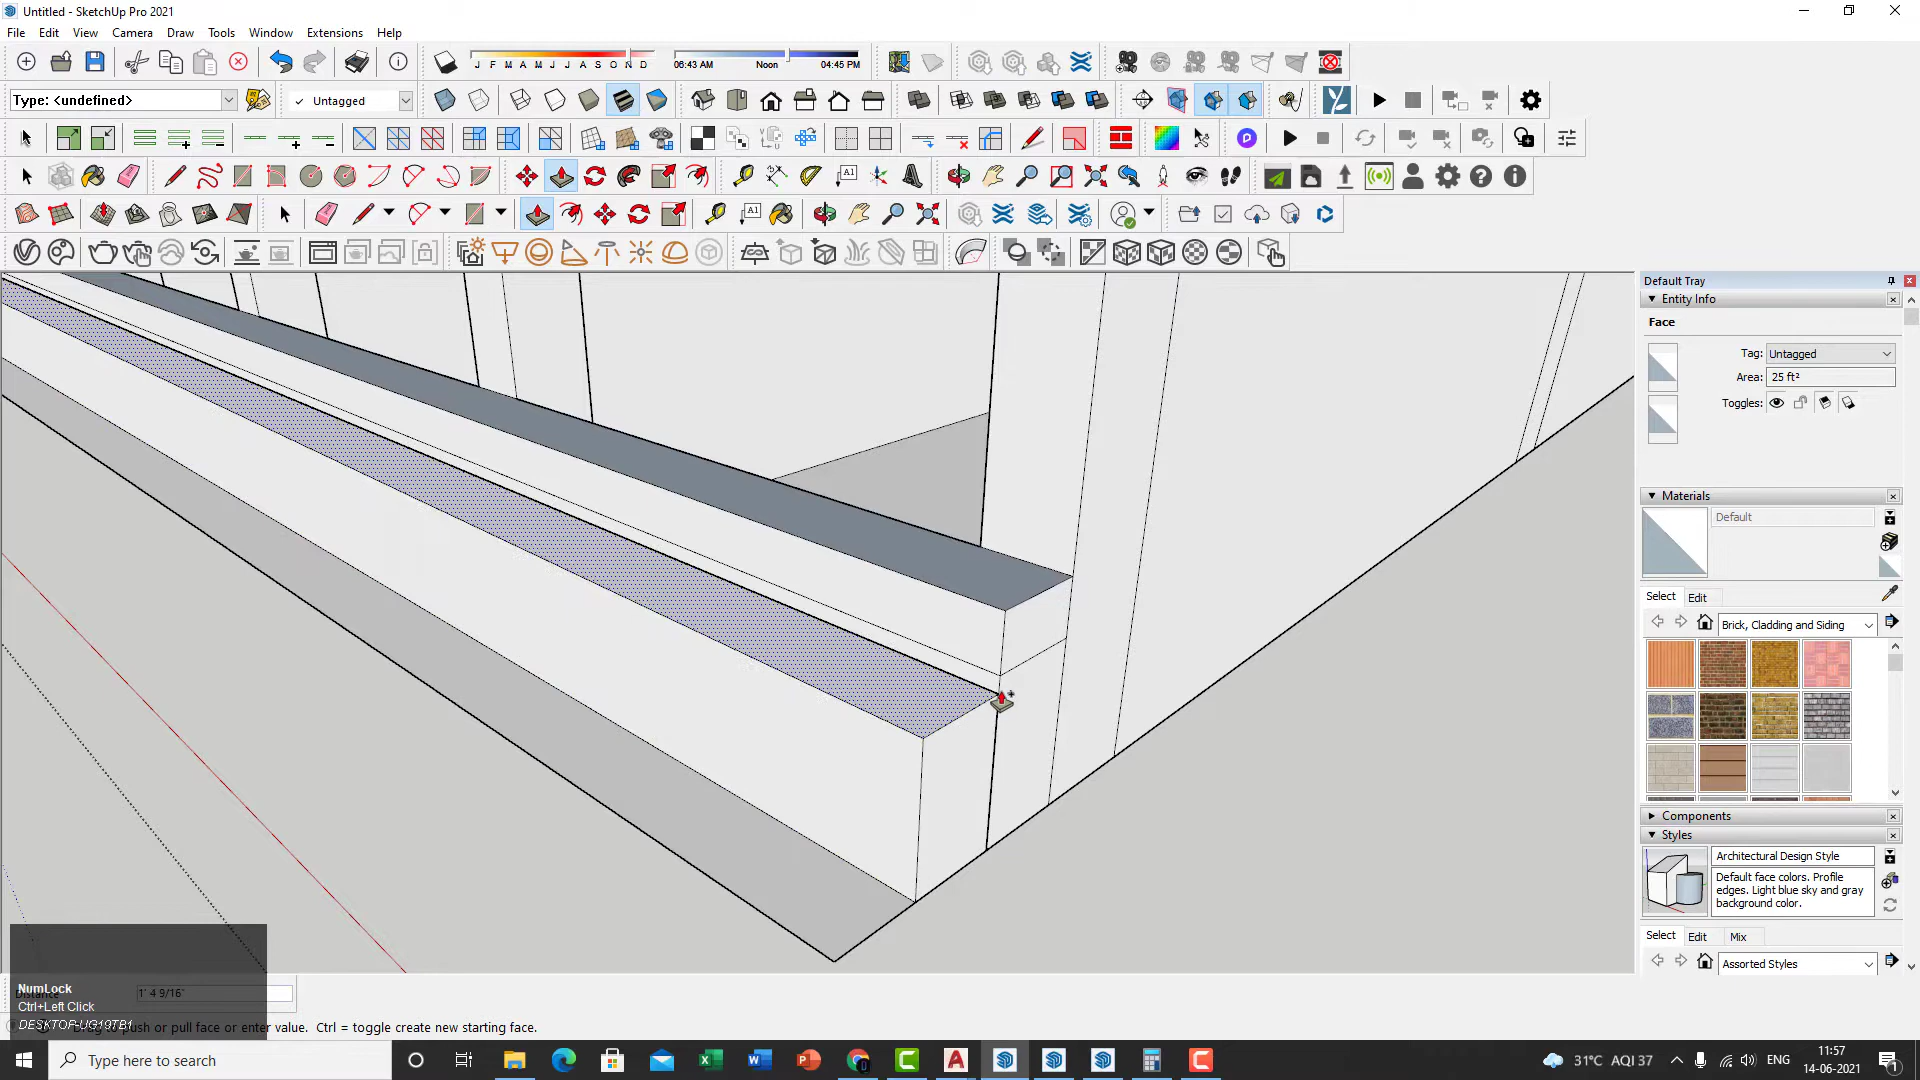 Untitled - SketchUp Pro 2021
File Edit View Camera Draw Tools Window Extensions Help
J F M A M J J A S O N D
06:43 AM Noon 04:45 PM
Type: <undefined>
✓ Untagged
Default Tray
Entity Info
Face
Tag: Untagged
Area: 25 ft²
Toggles:
Materials
Default
Select Edit
Brick, Cladding and Siding
Components
Styles
Architectural Design Style
Default face colors. Profile
edges. Light blue sky and gray
background color.
Select Edit Mix
Assorted Styles
NumLock
Ctrl+Left Click
DESKTOP-UG19TB1
Distance 1' 4 9/16"
Drag to push or pull face or enter value. Ctrl = toggle create new starting face.
Type here to search
31°C AQI 37
ENG
11:57
14-06-2021